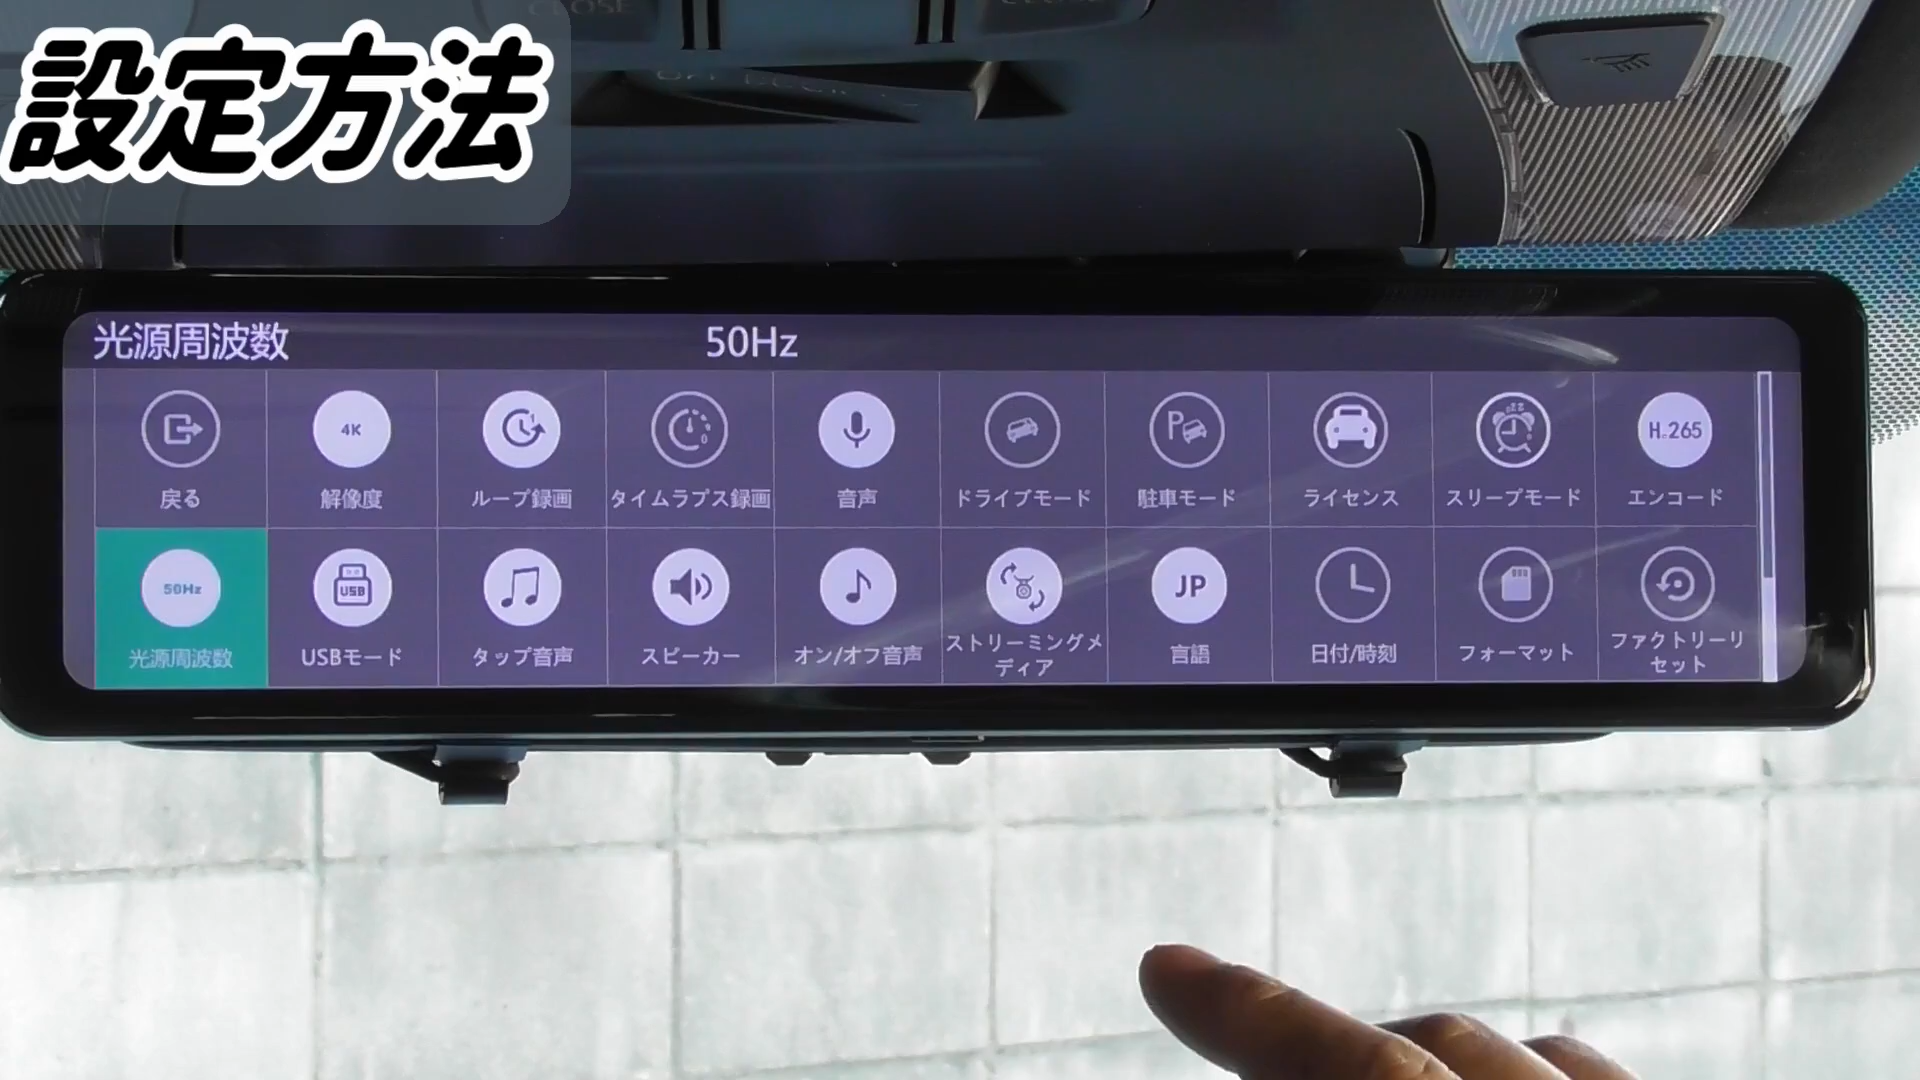 設定方法
CLOSE
光源周波数 50Hz
4K
P
H.265
戻る 解像度 ループ録画 タイムラプス録画 音声 ドライブモード 駐車モード ライセンス スリープモード エンコード
50Hz
USB
JP
光源周波数 USBモード タップ音声 スピーカー オン/オフ音声 ストリーミングメ
ディア 言語 日付/時刻 フォーマット ファクトリーリ
セット